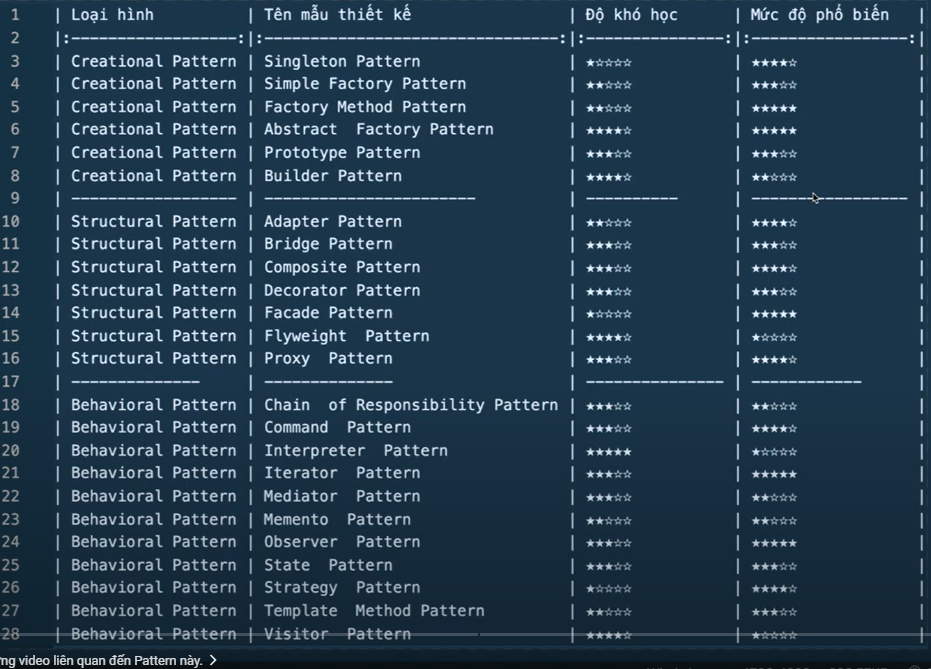 1 | Loại hình | Tên mẫu thiết kế | Độ khó học | Mức độ phổ biến |
2 |:------------------:|:--------------------------------:|:---------------:|:-----------------:|
3 | Creational Pattern | Singleton Pattern | ★☆☆☆☆ | ★★★★☆ |
4 | Creational Pattern | Simple Factory Pattern | ★★☆☆☆ | ★★★☆☆ |
5 | Creational Pattern | Factory Method Pattern | ★★☆☆☆ | ★★★★★ |
6 | Creational Pattern | Abstract  Factory Pattern | ★★★★☆ | ★★★★★ |
7 | Creational Pattern | Prototype Pattern | ★★★☆☆ | ★★★☆☆ |
8 | Creational Pattern | Builder Pattern | ★★★★☆ | ★★☆☆☆ |
9 | ------------------ | ----------------------- | ---------- | ----------------- |
10 | Structural Pattern | Adapter Pattern | ★★☆☆☆ | ★★★★☆ |
11 | Structural Pattern | Bridge Pattern | ★★★☆☆ | ★★★☆☆ |
12 | Structural Pattern | Composite Pattern | ★★★☆☆ | ★★★★☆ |
13 | Structural Pattern | Decorator Pattern | ★★★☆☆ | ★★★☆☆ |
14 | Structural Pattern | Facade Pattern | ★☆☆☆☆ | ★★★★★ |
15 | Structural Pattern | Flyweight  Pattern | ★★★★☆ | ★☆☆☆☆ |
16 | Structural Pattern | Proxy  Pattern | ★★★☆☆ | ★★★★☆ |
17 | -------------- | -------------- | --------------- | ------------ |
18 | Behavioral Pattern | Chain  of Responsibility Pattern | ★★★☆☆ | ★★☆☆☆ |
19 | Behavioral Pattern | Command  Pattern | ★★★☆☆ | ★★★★☆ |
20 | Behavioral Pattern | Interpreter  Pattern | ★★★★★ | ★☆☆☆☆ |
21 | Behavioral Pattern | Iterator  Pattern | ★★★☆☆ | ★★★★★ |
22 | Behavioral Pattern | Mediator  Pattern | ★★★☆☆ | ★★☆☆☆ |
23 | Behavioral Pattern | Memento  Pattern | ★★☆☆☆ | ★★☆☆☆ |
24 | Behavioral Pattern | Observer  Pattern | ★★★☆☆ | ★★★★★ |
25 | Behavioral Pattern | State  Pattern | ★★★☆☆ | ★★★☆☆ |
26 | Behavioral Pattern | Strategy  Pattern | ★☆☆☆☆ | ★★★★☆ |
27 | Behavioral Pattern | Template  Method Pattern | ★★☆☆☆ | ★★★☆☆ |
28 | Behavioral Pattern | Visitor  Pattern | ★★★★☆ | ★☆☆☆☆ |
video liên quan đến Pattern này.